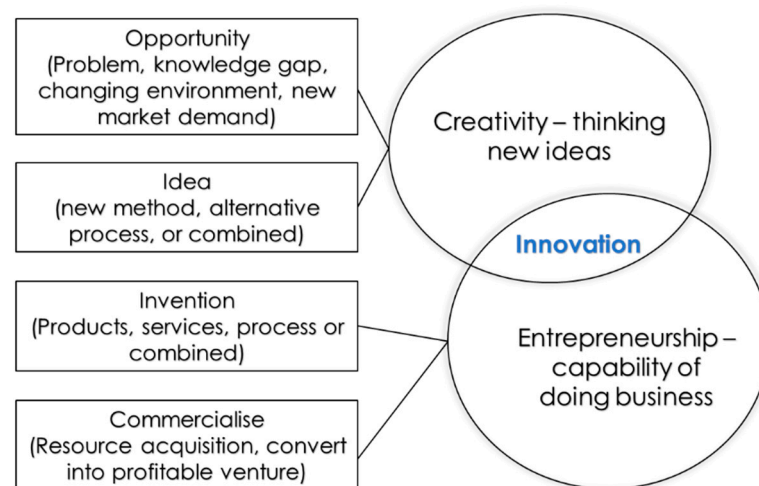 Opportunity
(Problem, knowledge gap,
changing environment, new
market demand)
Idea
(new method, alternative
process, or combined)
Invention
(Products, services, process or
combined)
Commercialise
(Resource acquisition, convert
into profitable venture)
Creativity – thinking
new ideas
Innovation
Entrepreneurship –
capability of
doing business